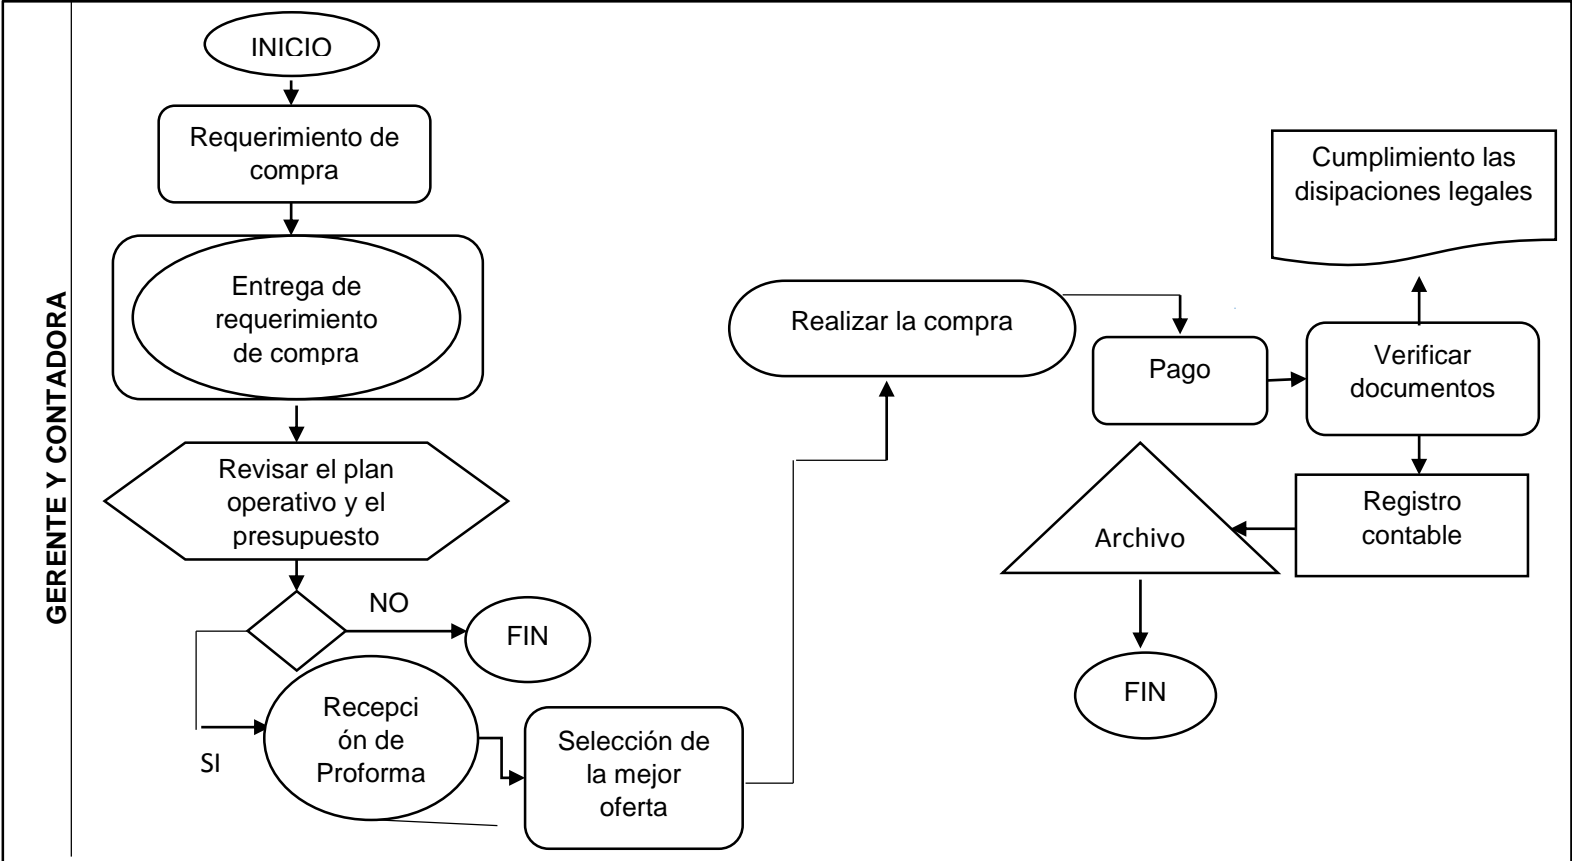 GERENTE Y CONTADORA
INICIO
Requerimiento de
compra
Entrega de
requerimiento
de compra
Revisar el plan
operativo y el
presupuesto
NO
FIN
SI
Recepci
ón de
Proforma
Selección de
la mejor
oferta
Realizar la compra
Pago
Verificar
documentos
Cumplimiento las
disipaciones legales
Registro
contable
Archivo
FIN